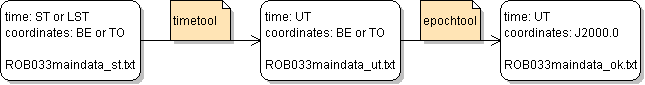 time: ST or LST
coordinates: BE or TO
ROB033maindata_st.txt
timetool
time: UT
coordinates: BE or TO
ROB033maindata_ut.txt
epochtool
time: UT
coordinates: J2000.0
ROB033maindata_ok.txt